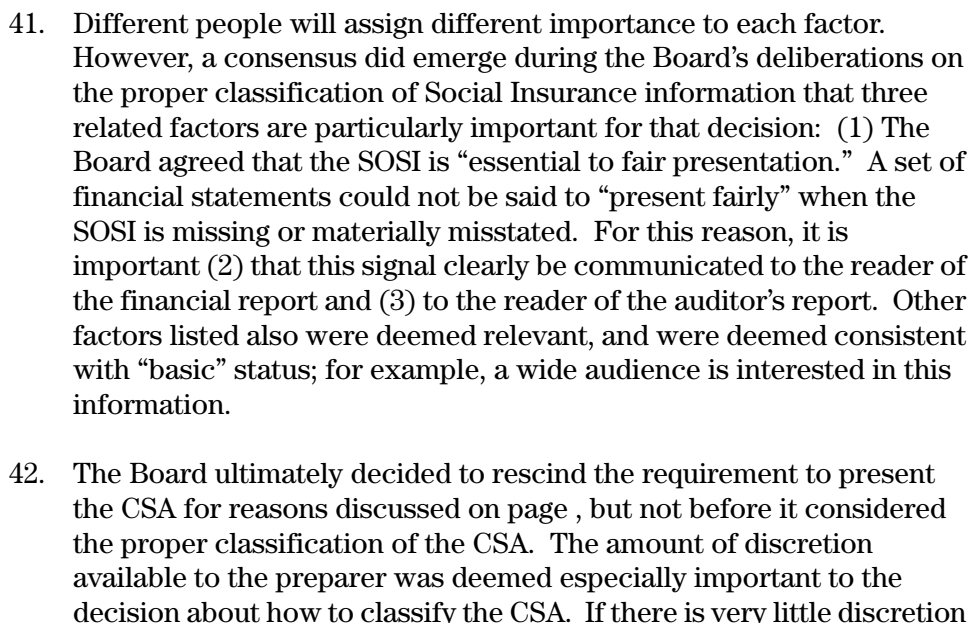 41. Different people will assign different importance to each factor.
However, a consensus did emerge during the Board’s deliberations on
the proper classification of Social Insurance information that three
related factors are particularly important for that decision: (1) The
Board agreed that the SOSI is “essential to fair presentation.” A set of
financial statements could not be said to “present fairly” when the
SOSI is missing or materially misstated. For this reason, it is
important (2) that this signal clearly be communicated to the reader of
the financial report and (3) to the reader of the auditor’s report. Other
factors listed also were deemed relevant, and were deemed consistent
with “basic” status; for example, a wide audience is interested in this
information.
42. The Board ultimately decided to rescind the requirement to present
the CSA for reasons discussed on page , but not before it considered
the proper classification of the CSA. The amount of discretion
available to the preparer was deemed especially important to the
decision about how to classify the CSA. If there is very little discretion